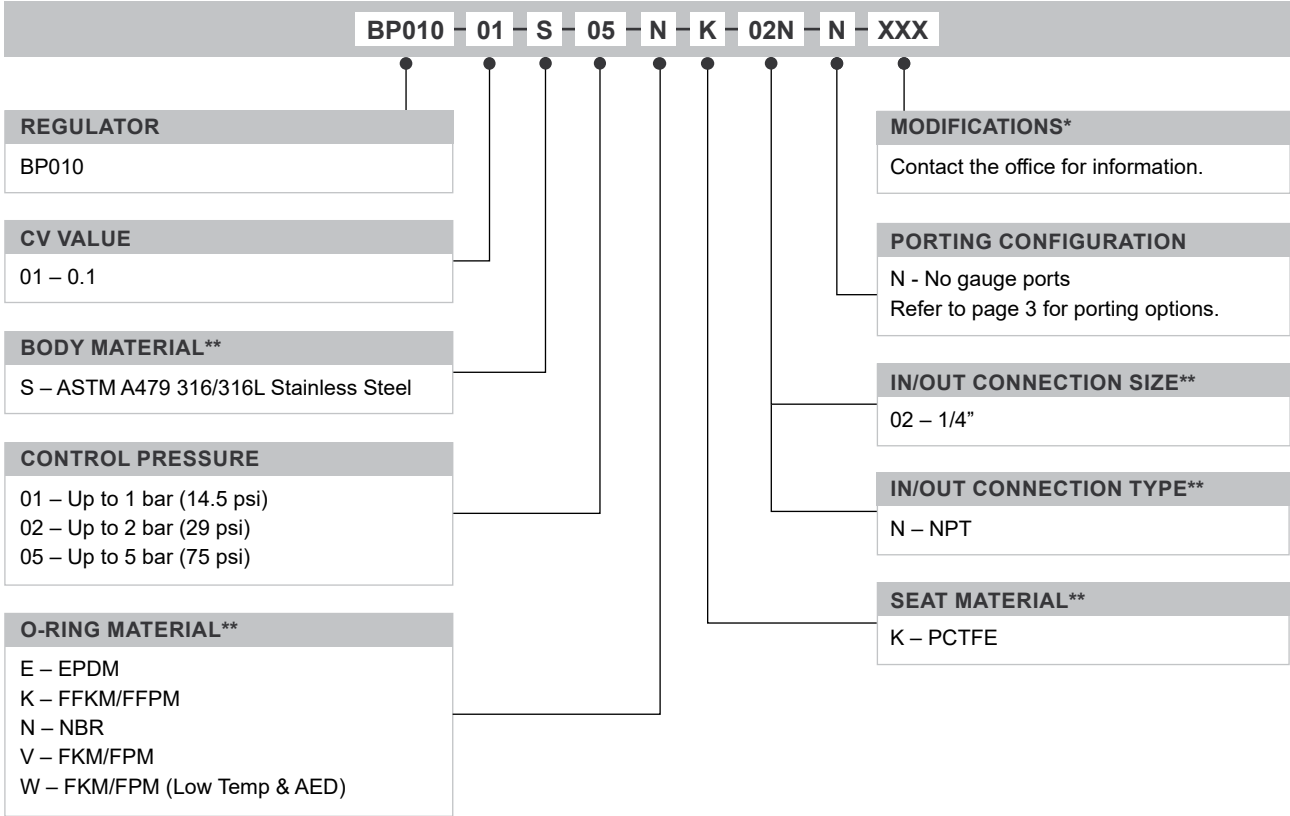 BP010 01 S 05 N K 02N N XXX
REGULATOR
BP010
CV VALUE
01 – 0.1
BODY MATERIAL**
S – ASTM A479 316/316L Stainless Steel
CONTROL PRESSURE
01 – Up to 1 bar (14.5 psi)
02 – Up to 2 bar (29 psi)
05 – Up to 5 bar (75 psi)
O-RING MATERIAL**
E – EPDM
K – FFKM/FFPM
N – NBR
V – FKM/FPM
W – FKM/FPM (Low Temp & AED)
MODIFICATIONS*
Contact the office for information.
PORTING CONFIGURATION
N - No gauge ports
Refer to page 3 for porting options.
IN/OUT CONNECTION SIZE**
02 – 1/4”
IN/OUT CONNECTION TYPE**
N – NPT
SEAT MATERIAL**
K – PCTFE